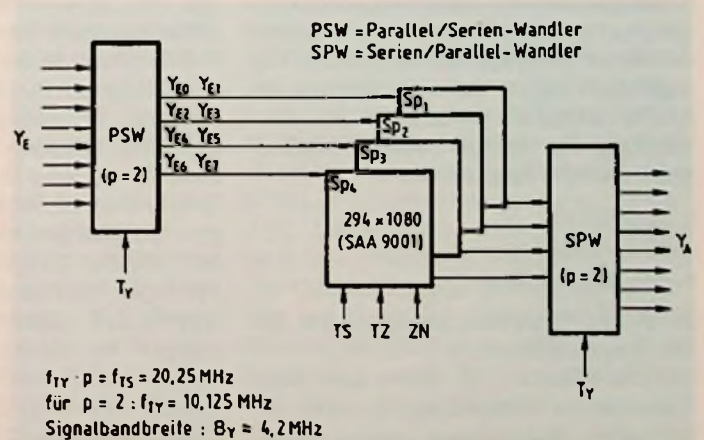 PSW = Parallel/Serien-Wandler
SPW = Serien/Parallel-Wandler
Y_E
PSW
(p=2)
T_Y
Y_E0 Y_E1
Y_E2 Y_E3
Y_E4 Y_E5
Y_E6 Y_E7
Sp_1
Sp_2
Sp_3
Sp_4
294 x 1080
(SAA 9001)
TS TZ ZN
SPW
(p=2)
Y_A
T_Y
f_TY · p = f_TS = 20,25 MHz
für p = 2 : f_TY = 10,125 MHz
Signalbandbreite : B_Y ≈ 4,2 MHz